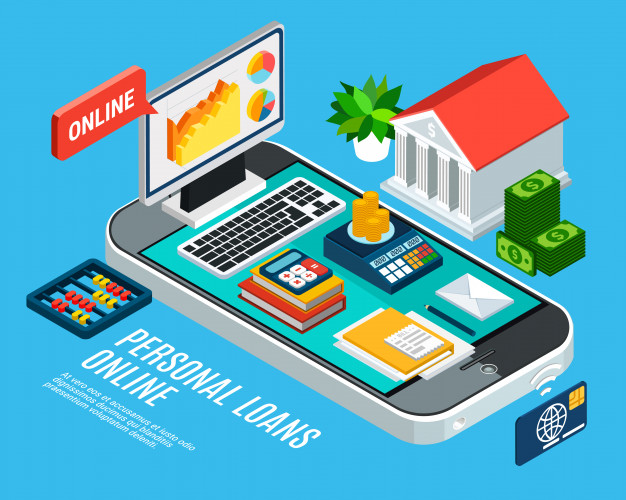 ONLINE
PERSONAL LOANS
ONLINE
At vero eos et accusamus et iusto odio
dignissimos ducimus qui blanditiis
praesentium voluptatum
deleniti.